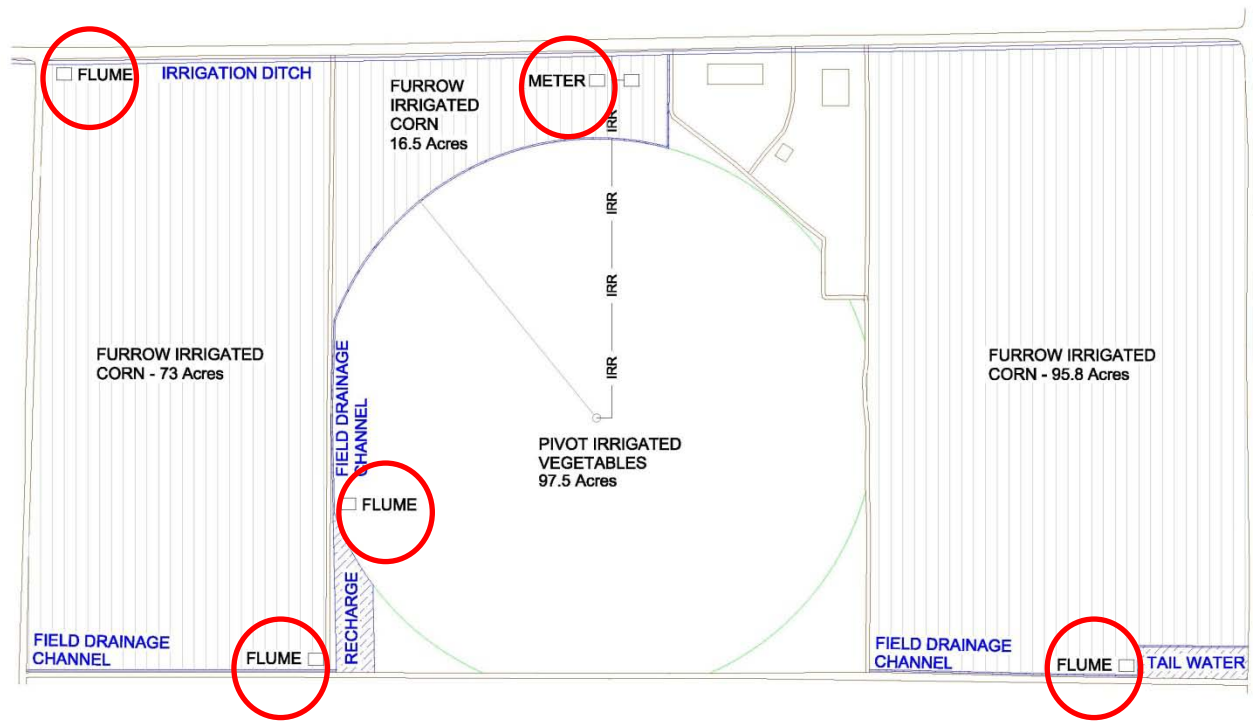 FLUME
IRRIGATION DITCH
FURROW
IRRIGATED
CORN
16.5 Acres
METER
IRR
IRR
IRR
IRR
FURROW IRRIGATED
CORN - 73 Acres
FIELD DRAINAGE
CHANNEL
FLUME
RECHARGE
PIVOT IRRIGATED
VEGETABLES
97.5 Acres
FURROW IRRIGATED
CORN - 95.8 Acres
FIELD DRAINAGE
CHANNEL
FLUME
FIELD DRAINAGE
CHANNEL
FLUME
TAIL WATER